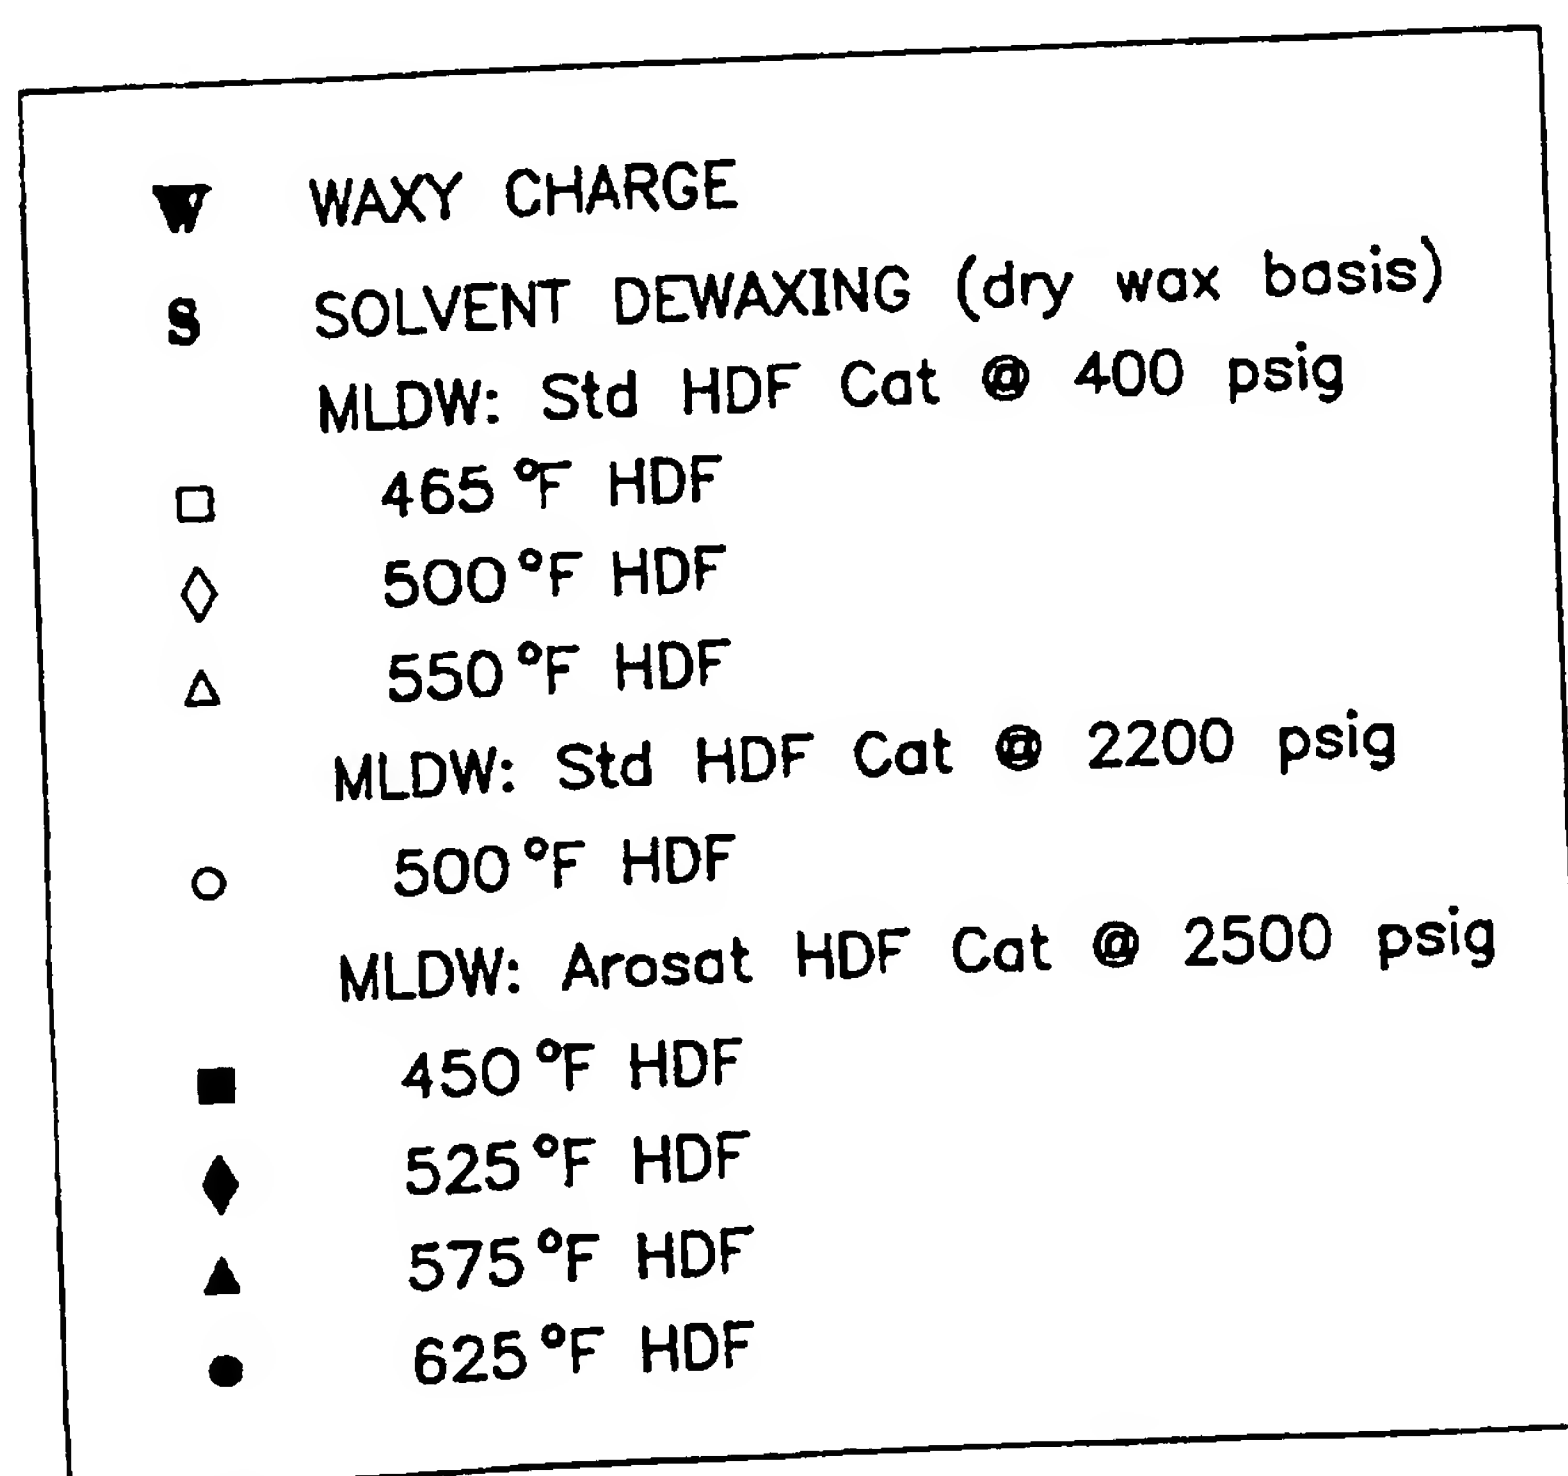 W WAXY CHARGE
S SOLVENT DEWAXING (dry wax basis)
MLDW: Std HDF Cat @ 400 psig
465 °F HDF
500 °F HDF
550 °F HDF
MLDW: Std HDF Cat @ 2200 psig
500 °F HDF
MLDW: Arosat HDF Cat @ 2500 psig
450 °F HDF
525 °F HDF
575 °F HDF
625 °F HDF